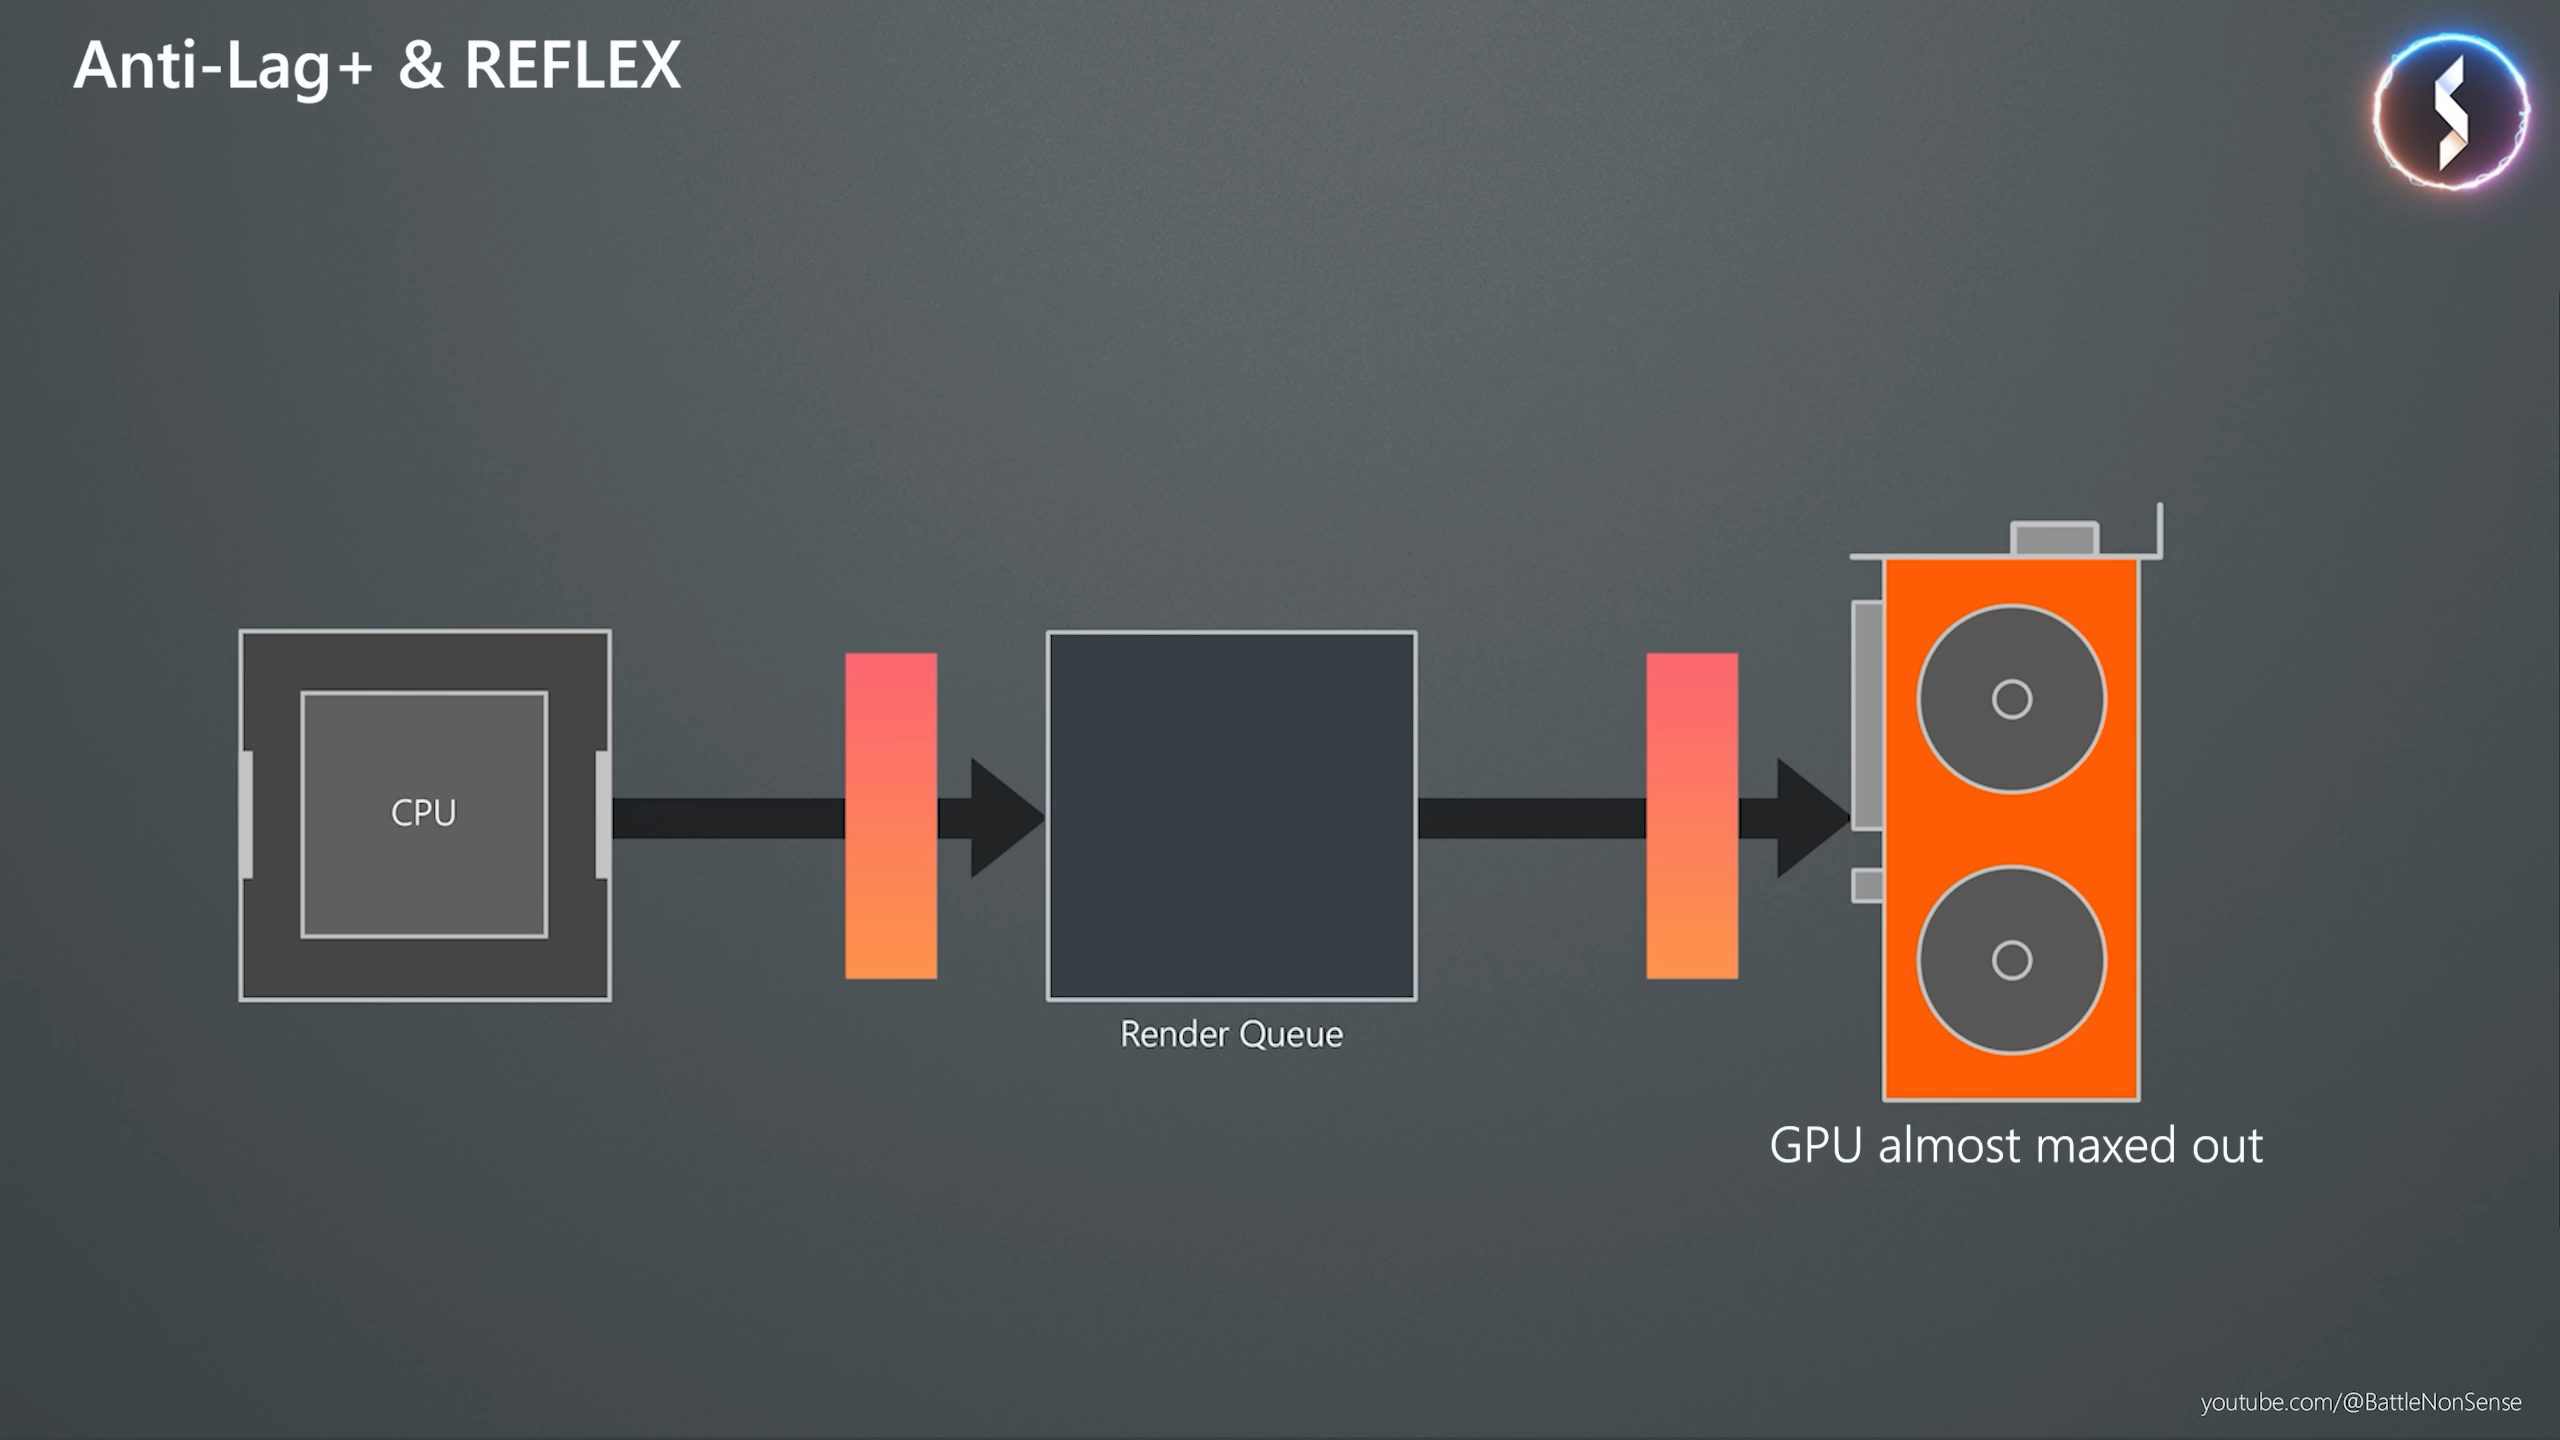 Anti-Lag+ & REFLEX
CPU
Render Queue
GPU almost maxed out
youtube.com/@BattleNonSense